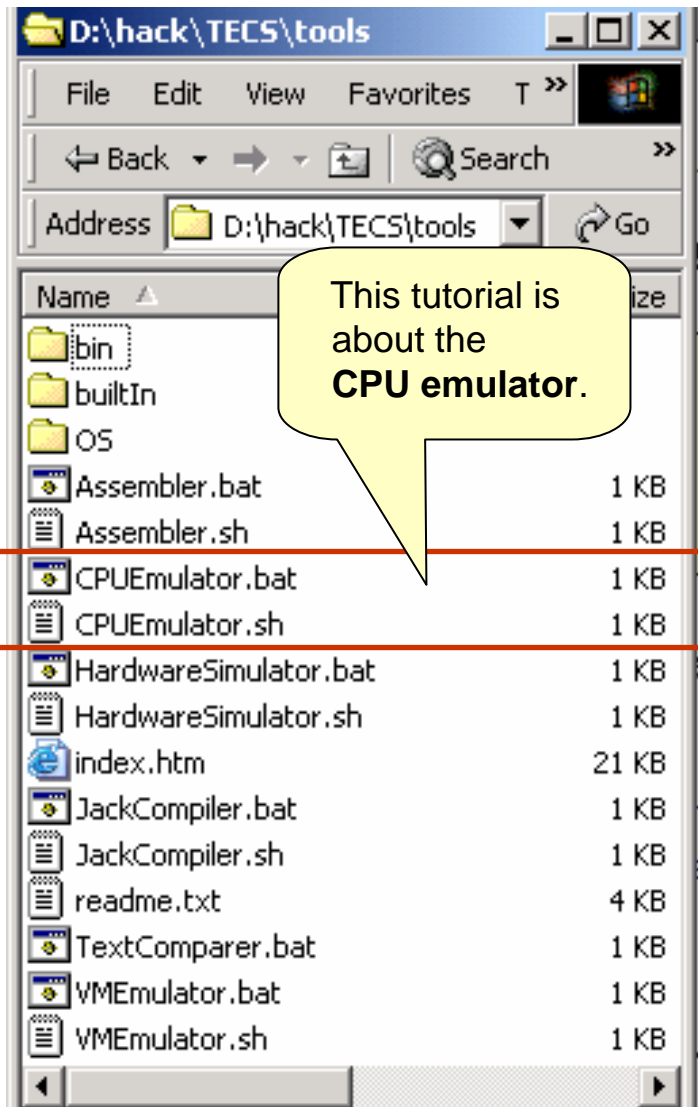 D:\hack\TECS\tools
File Edit View Favorites T »
Back Search »
Address D:\hack\TECS\tools Go
Name ize
This tutorial is
about the
CPU emulator.
bin
builtIn
OS
Assembler.bat 1 KB
Assembler.sh 1 KB
CPUEmulator.bat 1 KB
CPUEmulator.sh 1 KB
HardwareSimulator.bat 1 KB
HardwareSimulator.sh 1 KB
index.htm 21 KB
JackCompiler.bat 1 KB
JackCompiler.sh 1 KB
readme.txt 4 KB
TextComparer.bat 1 KB
VMEmulator.bat 1 KB
VMEmulator.sh 1 KB